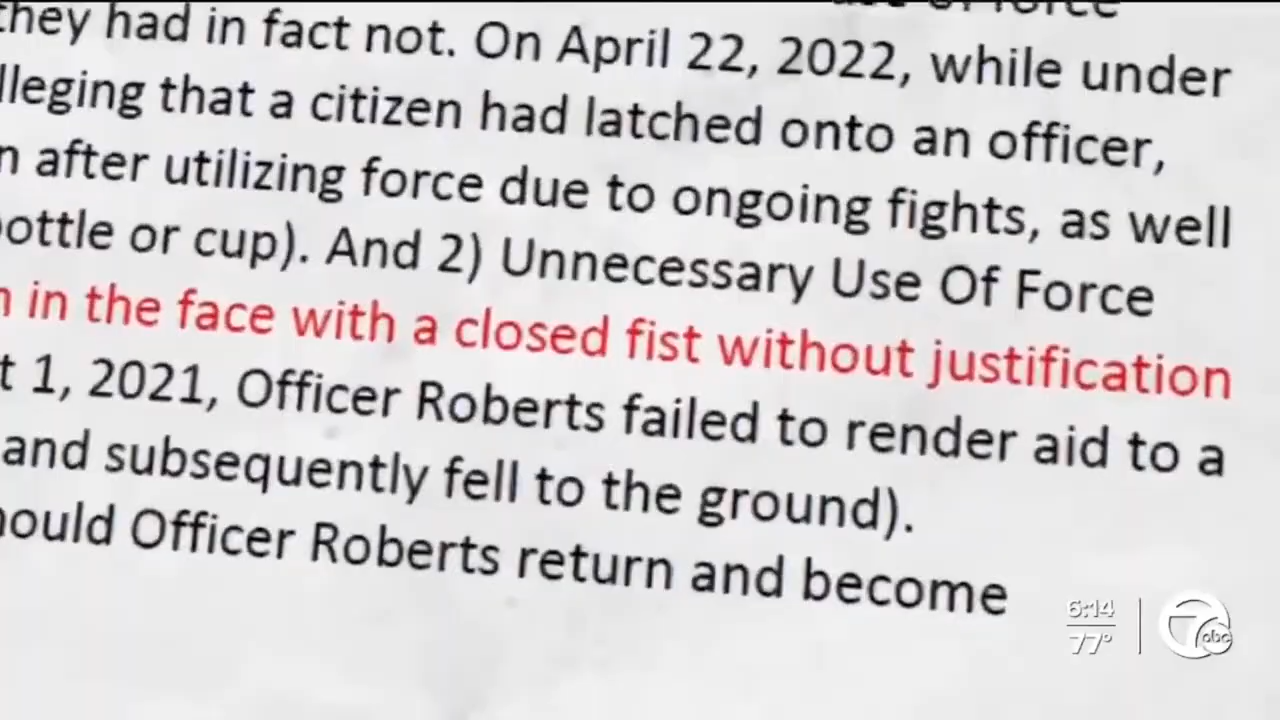 they had in fact not. On April 22, 2022, while under
lleging that a citizen had latched onto an officer,
n after utilizing force due to ongoing fights, as well
ottle or cup). And 2) Unnecessary Use Of Force
in the face with a closed fist without justification
t 1, 2021, Officer Roberts failed to render aid to a
and subsequently fell to the ground).
hould Officer Roberts return and become
6:14
77°
7 abc